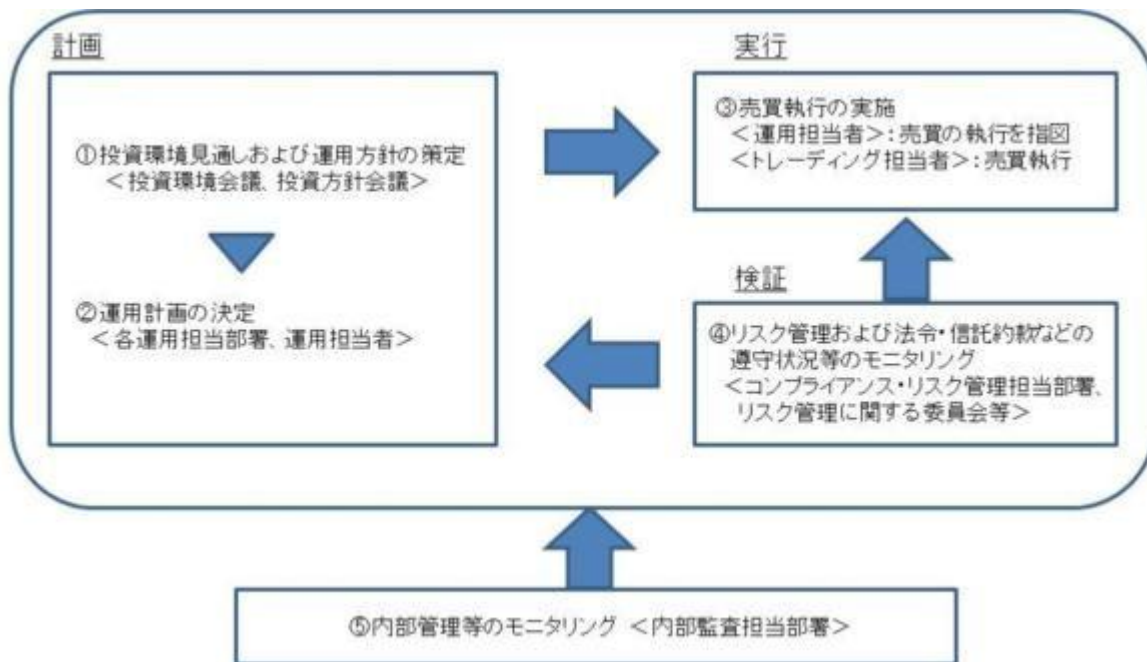 計画
①投資環境見通しおよび運用方針の策定
＜投資環境会議、投資方針会議＞
②運用計画の決定
＜各運用担当部署、運用担当者＞
実行
③売買執行の実施
＜運用担当者＞:売買の執行を指図
＜トレーディング担当者＞:売買執行
検証
④リスク管理および法令・信託約款などの
遵守状況等のモニタリング
＜コンプライアンス・リスク管理担当部署、
リスク管理に関する委員会等＞
⑤内部管理等のモニタリング ＜内部監査担当部署＞